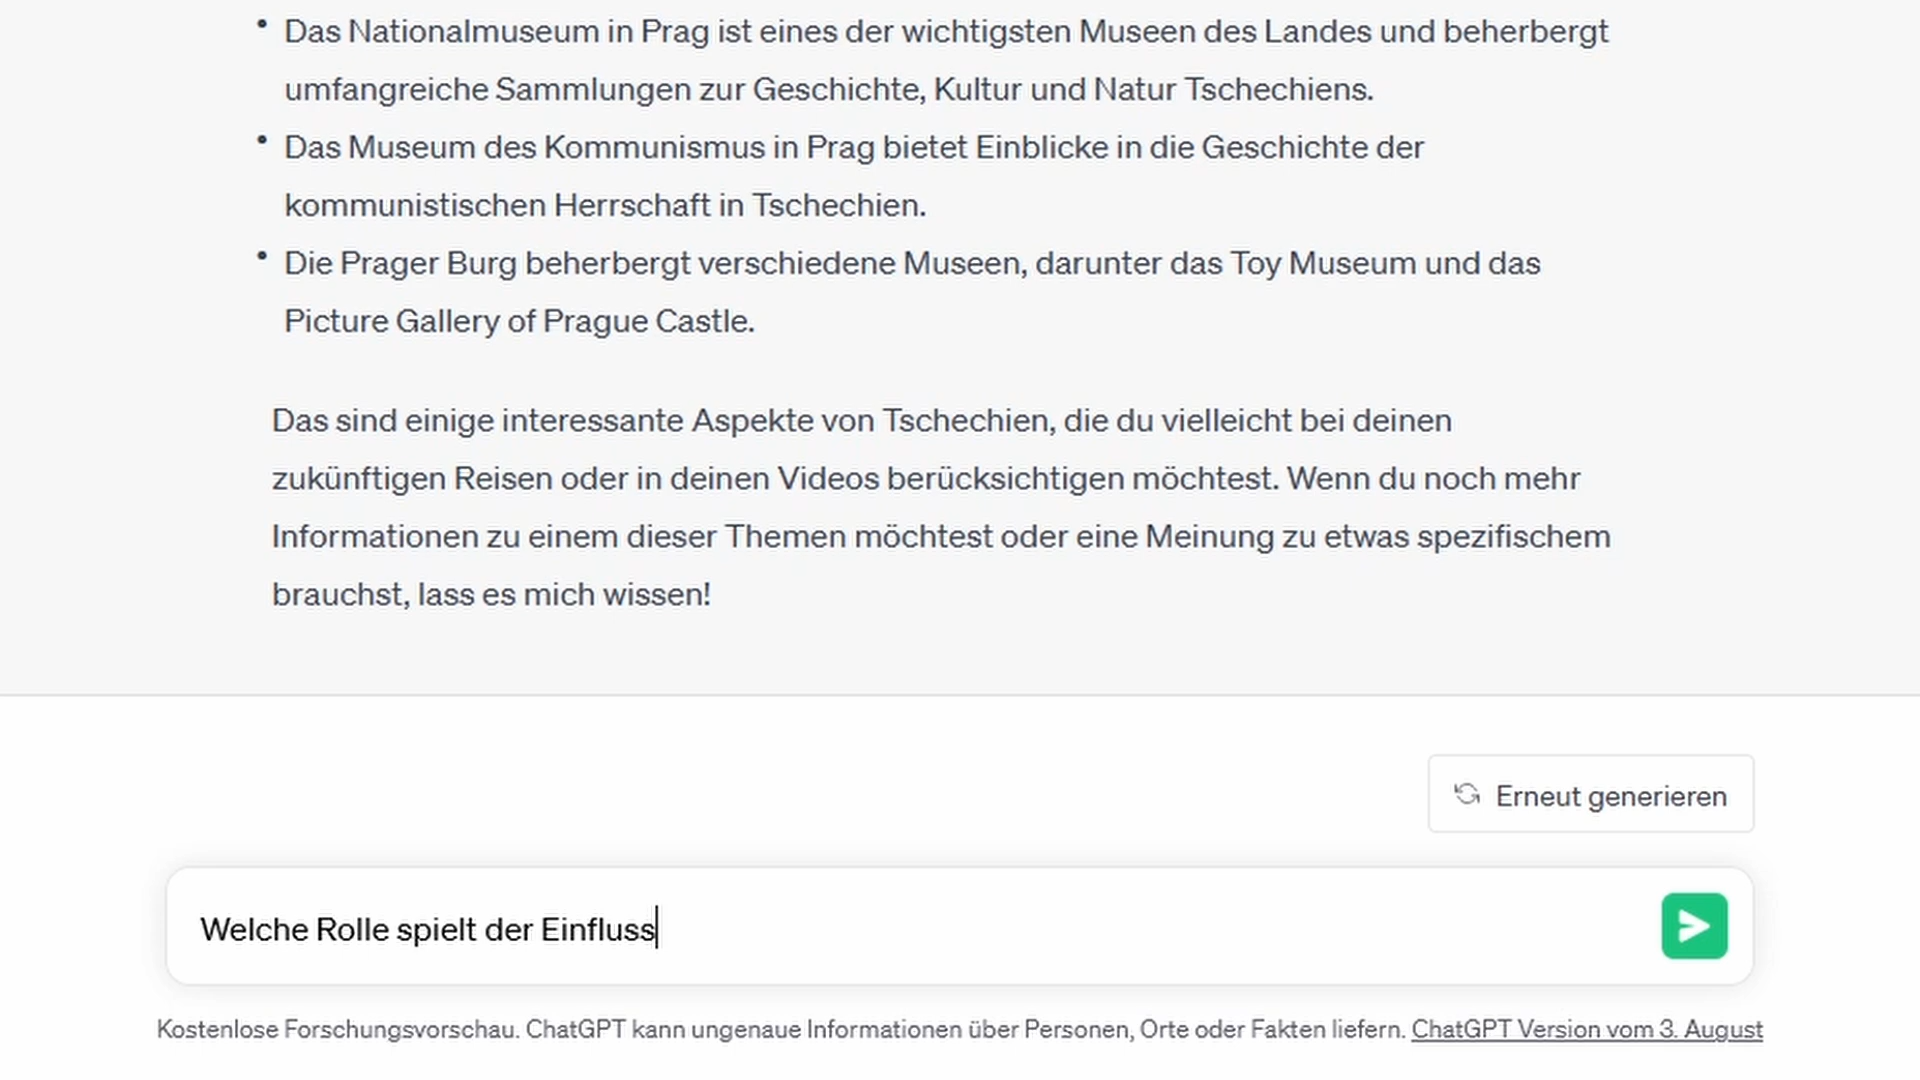 • Das Nationalmuseum in Prag ist eines der wichtigsten Museen des Landes und beherbergt
umfangreiche Sammlungen zur Geschichte, Kultur und Natur Tschechiens.
• Das Museum des Kommunismus in Prag bietet Einblicke in die Geschichte der
kommunistischen Herrschaft in Tschechien.
• Die Prager Burg beherbergt verschiedene Museen, darunter das Toy Museum und das
Picture Gallery of Prague Castle.
Das sind einige interessante Aspekte von Tschechien, die du vielleicht bei deinen
zukünftigen Reisen oder in deinen Videos berücksichtigen möchtest. Wenn du noch mehr
Informationen zu einem dieser Themen möchtest oder eine Meinung zu etwas spezifischem
brauchst, lass es mich wissen!
Erneut generieren
Welche Rolle spielt der Einfluss
Kostenlose Forschungsvorschau. ChatGPT kann ungenaue Informationen über Personen, Orte oder Fakten liefern. ChatGPT Version vom 3. August